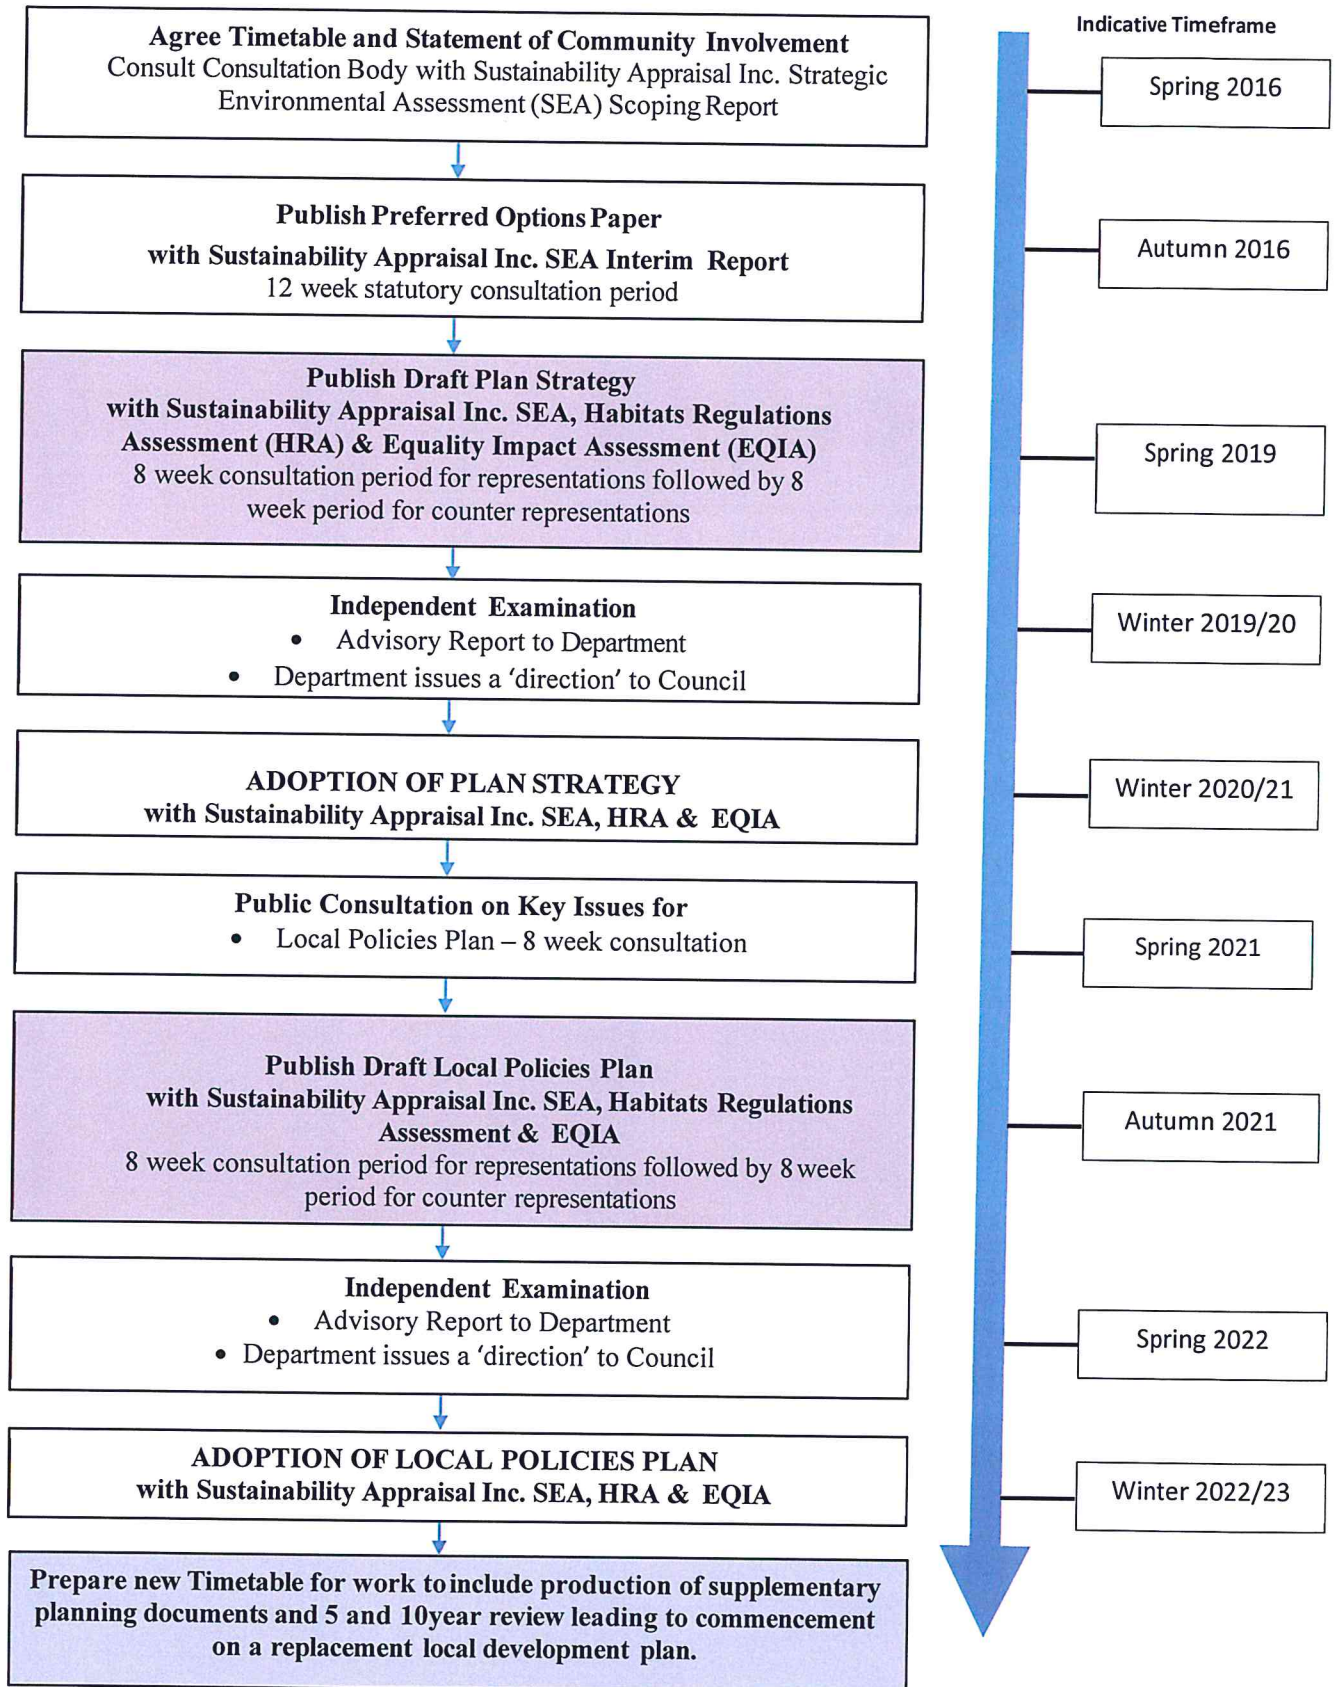 Indicative Timeframe
Agree Timetable and Statement of Community Involvement
Consult Consultation Body with Sustainability Appraisal Inc. Strategic
Environmental Assessment (SEA) Scoping Report
Spring 2016
Publish Preferred Options Paper
with Sustainability Appraisal Inc. SEA Interim Report
12 week statutory consultation period
Autumn 2016
Publish Draft Plan Strategy
with Sustainability Appraisal Inc. SEA, Habitats Regulations
Assessment (HRA) & Equality Impact Assessment (EQIA)
8 week consultation period for representations followed by 8
week period for counter representations
Spring 2019
Independent Examination
• Advisory Report to Department
• Department issues a 'direction' to Council
Winter 2019/20
ADOPTION OF PLAN STRATEGY
with Sustainability Appraisal Inc. SEA, HRA & EQIA
Winter 2020/21
Public Consultation on Key Issues for
• Local Policies Plan – 8 week consultation
Spring 2021
Publish Draft Local Policies Plan
with Sustainability Appraisal Inc. SEA, Habitats Regulations
Assessment & EQIA
8 week consultation period for representations followed by 8 week
period for counter representations
Autumn 2021
Independent Examination
• Advisory Report to Department
• Department issues a 'direction' to Council
Spring 2022
ADOPTION OF LOCAL POLICIES PLAN
with Sustainability Appraisal Inc. SEA, HRA & EQIA
Winter 2022/23
Prepare new Timetable for work to include production of supplementary
planning documents and 5 and 10year review leading to commencement
on a replacement local development plan.